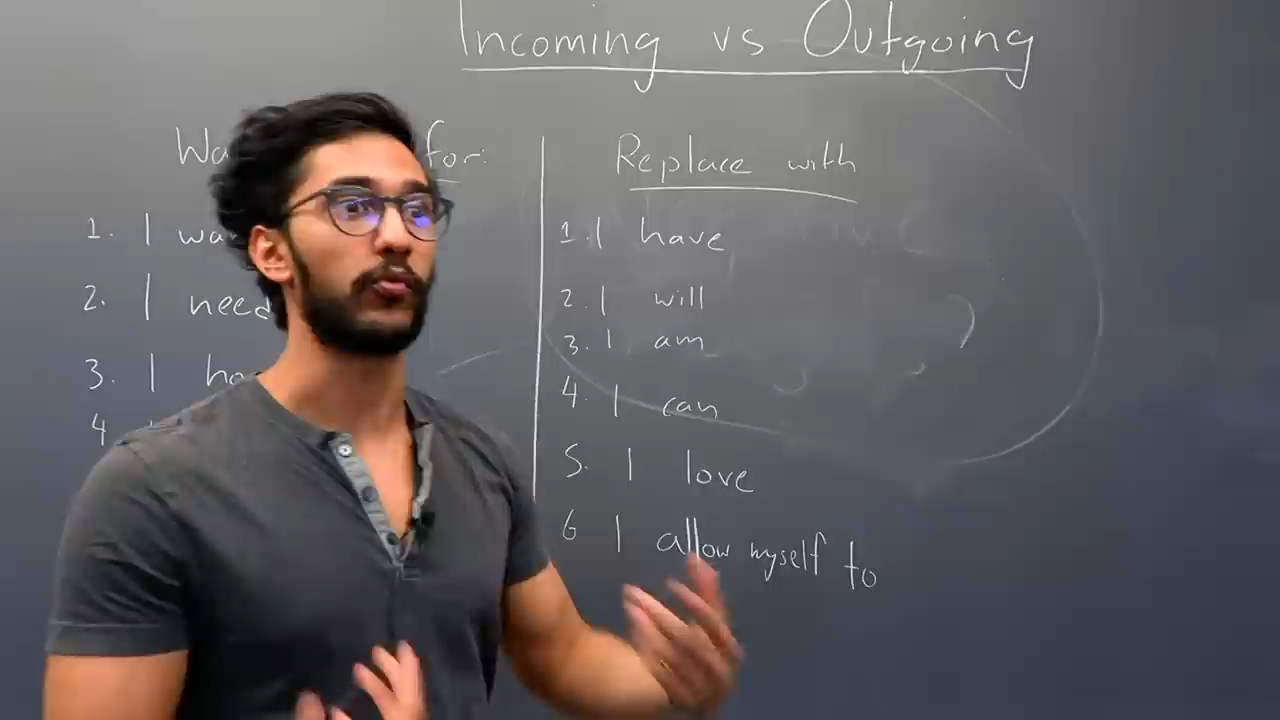 Incoming vs Outgoing
for:
1. I
2. I need
3. I
4.
Replace with
1. I have
2. I will
3. I am
4. I can
5. I love
6 I allow myself to